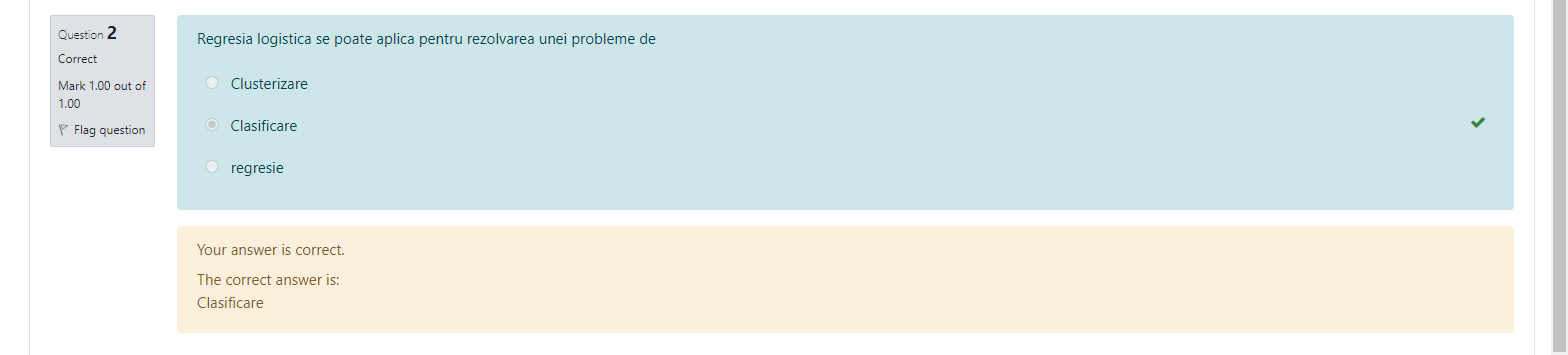 Question 2
Correct
Mark 1.00 out of
1.00
Flag question
Regresia logistica se poate aplica pentru rezolvarea unei probleme de
Clusterizare
Clasificare
regresie
Your answer is correct.
The correct answer is:
Clasificare